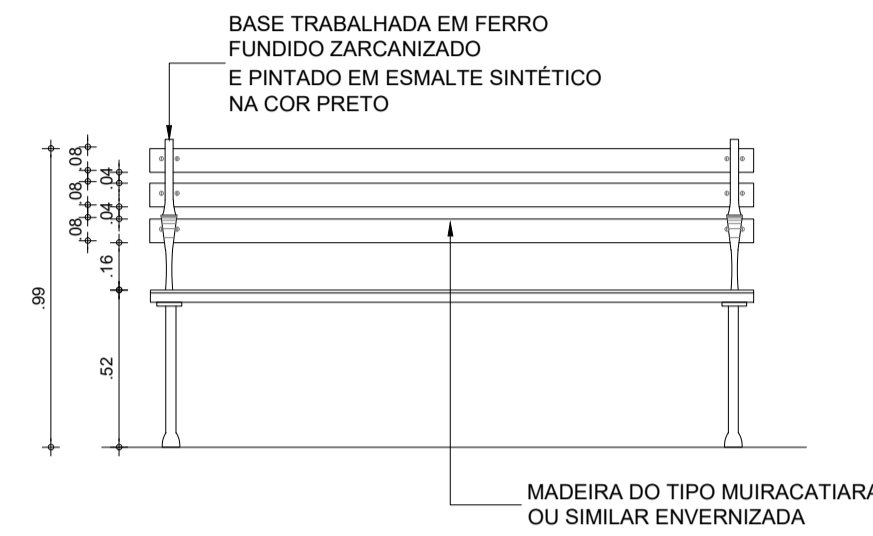 BASE TRABALHADA EM FERRO
FUNDIDO ZARCANIZADO
E PINTADO EM ESMALTE SINTÉTICO
NA COR PRETO
.08
.04
.08
.04
.08
.16
.99
.52
MADEIRA DO TIPO MUIRACATIARA
OU SIMILAR ENVERNIZADA